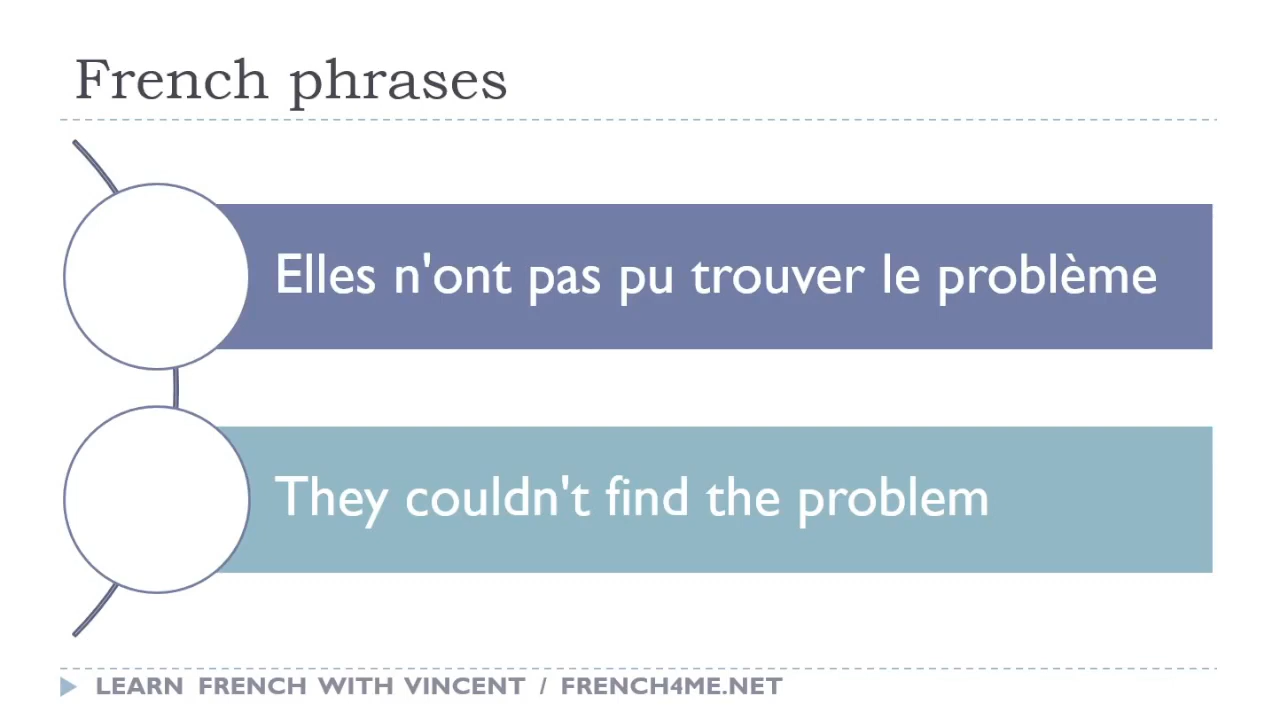 French phrases
Elles n'ont pas pu trouver le problème
They couldn't find the problem
LEARN FRENCH WITH VINCENT / FRENCH4ME.NET